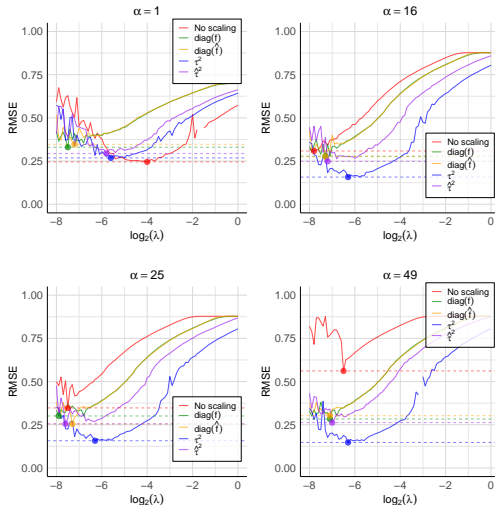 α = 1
α = 16
RMSE
1.00
0.75
0.50
0.25
0.00
−8
−6
−4
−2
0
log₂(λ)
No scaling
diag(f)
diag(f̂)
τ²
τ̂²
RMSE
1.00
0.75
0.50
0.25
0.00
−8
−6
−4
−2
0
log₂(λ)
No scaling
diag(f)
diag(f̂)
τ²
τ̂²
α = 25
α = 49
RMSE
1.00
0.75
0.50
0.25
0.00
−8
−6
−4
−2
0
log₂(λ)
No scaling
diag(f)
diag(f̂)
τ²
τ̂²
RMSE
1.00
0.75
0.50
0.25
0.00
−8
−6
−4
−2
0
log₂(λ)
No scaling
diag(f)
diag(f̂)
τ²
τ̂²